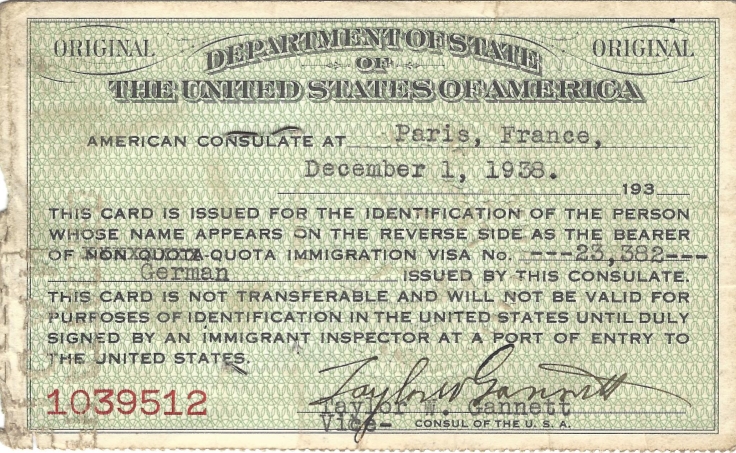 ORIGINAL DEPARTMENT OF STATE ORIGINAL
OF
THE UNITED STATES OF AMERICA
AMERICAN CONSULATE AT Paris, France,
December 1, 1938.
193
THIS CARD IS ISSUED FOR THE IDENTIFICATION OF THE PERSON
WHOSE NAME APPEARS ON THE REVERSE SIDE AS THE BEARER
OF NON QUOTA-QUOTA IMMIGRATION VISA No. ---23,382---
German ISSUED BY THIS CONSULATE.
THIS CARD IS NOT TRANSFERABLE AND WILL NOT BE VALID FOR
PURPOSES OF IDENTIFICATION IN THE UNITED STATES UNTIL DULY
SIGNED BY AN IMMIGRANT INSPECTOR AT A PORT OF ENTRY TO
THE UNITED STATES.
Taylor W Gannett
1039512 Taylor W. Gannett
Vice- CONSUL OF THE U. S. A.